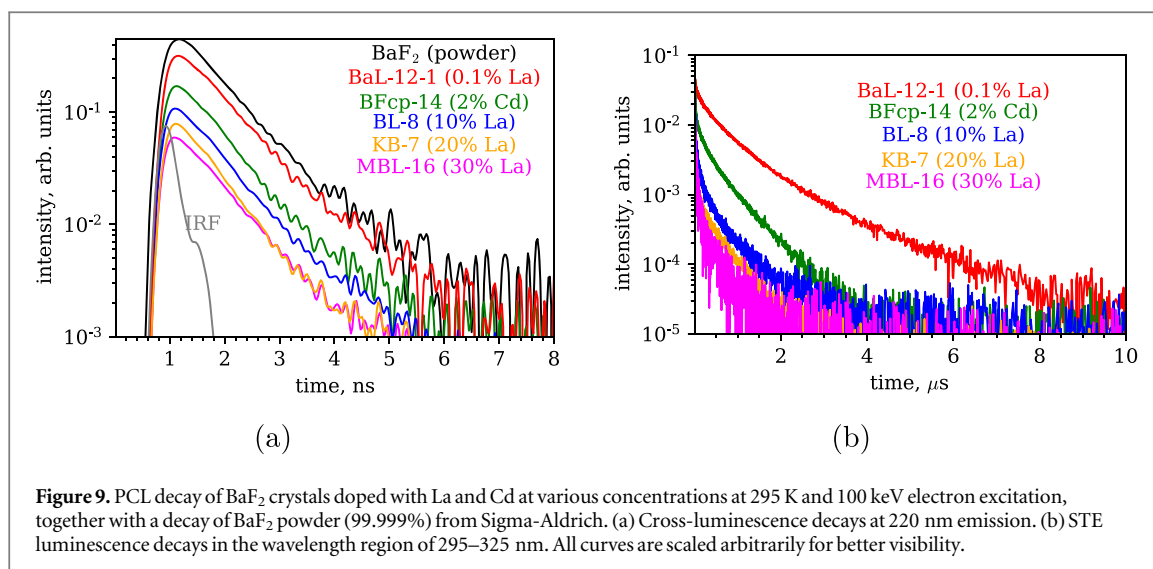 BaF₂ (powder)
BaL-12-1 (0.1% La)
BFcp-14 (2% Cd)
BL-8 (10% La)
KB-7 (20% La)
MBL-16 (30% La)
IRF
intensity, arb. units
10⁻¹
10⁻²
10⁻³
1 2 3 4 5 6 7 8
time, ns
(a)
BaL-12-1 (0.1% La)
BFcp-14 (2% Cd)
BL-8 (10% La)
KB-7 (20% La)
MBL-16 (30% La)
intensity, arb. units
10⁻¹
10⁻²
10⁻³
10⁻⁴
10⁻⁵
2 4 6 8 10
time, μs
(b)
Figure 9. PCL decay of BaF₂ crystals doped with La and Cd at various concentrations at 295 K and 100 keV electron excitation,
together with a decay of BaF₂ powder (99.999%) from Sigma-Aldrich. (a) Cross-luminescence decays at 220 nm emission. (b) STE
luminescence decays in the wavelength region of 295–325 nm. All curves are scaled arbitrarily for better visibility.